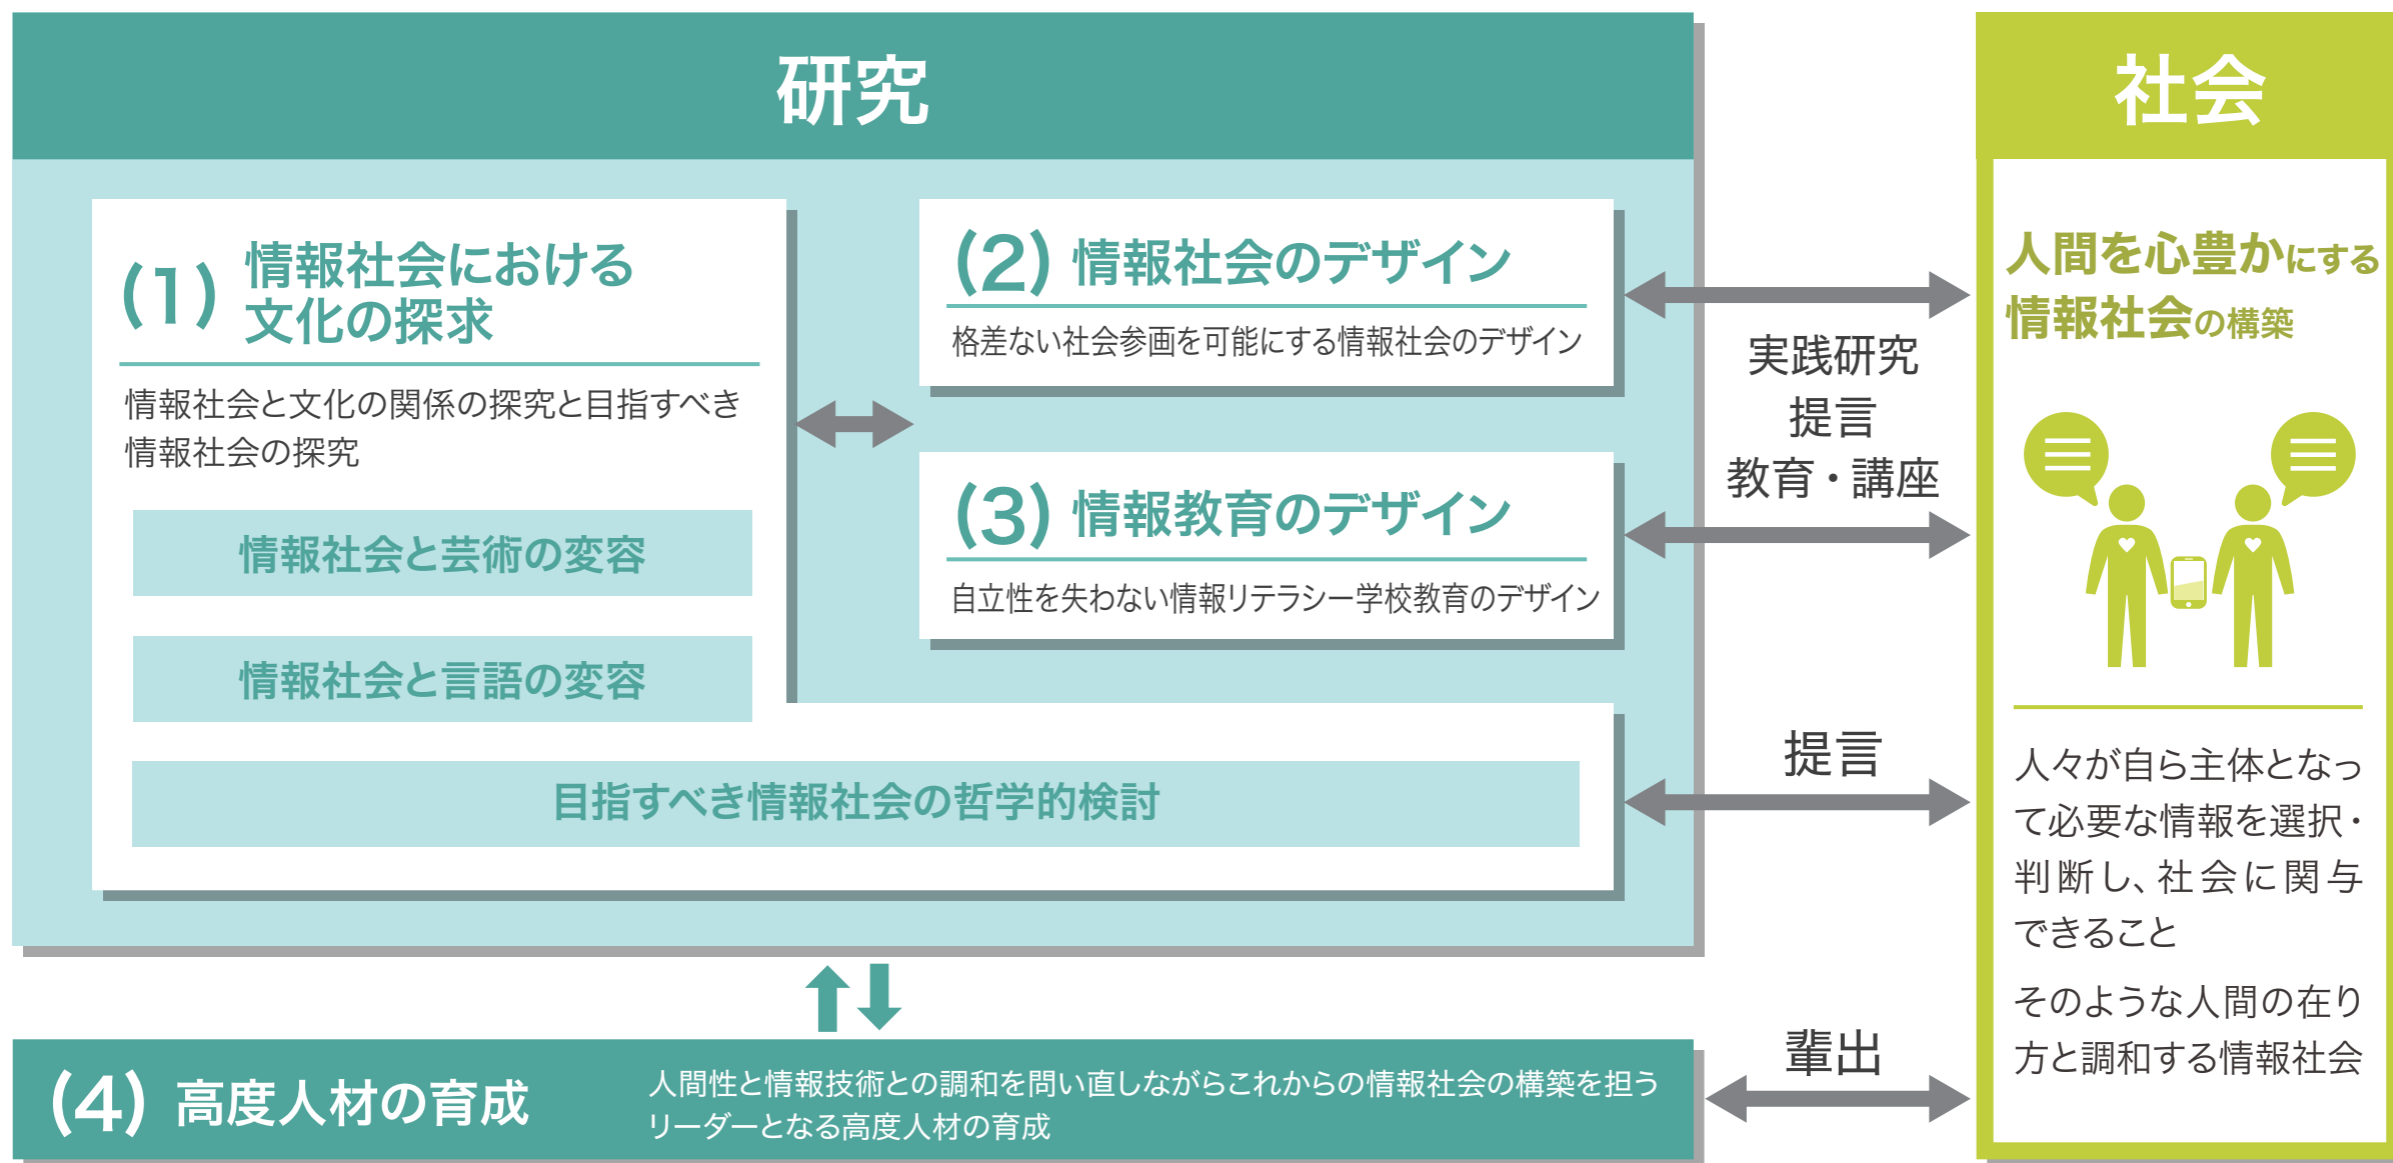 研究
(1) 情報社会における
文化の探求
情報社会と文化の関係の探究と目指すべき
情報社会の探究
情報社会と芸術の変容
情報社会と言語の変容
目指すべき情報社会の哲学的検討
(2) 情報社会のデザイン
格差ない社会参画を可能にする情報社会のデザイン
(3) 情報教育のデザイン
自立性を失わない情報リテラシー学校教育のデザイン
(4) 高度人材の育成
人間性と情報技術との調和を問い直しながらこれからの情報社会の構築を担う
リーダーとなる高度人材の育成
実践研究
提言
教育・講座
提言
輩出
社会
人間を心豊かにする
情報社会の構築
人々が自ら主体となっ
て必要な情報を選択・
判断し、社会に関与
できること
そのような人間の在り
方と調和する情報社会